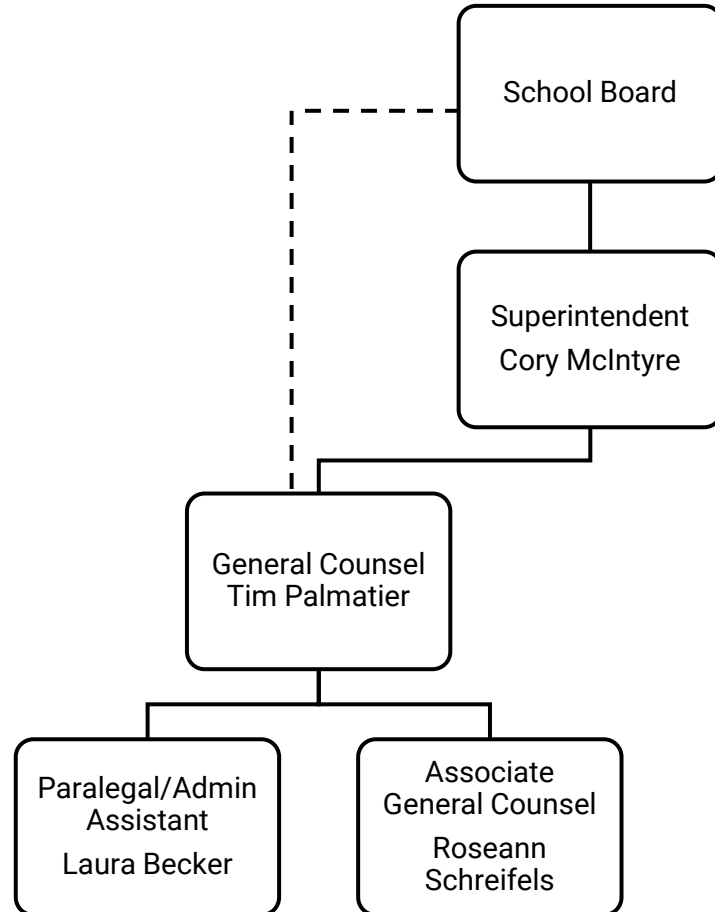 School Board
Superintendent
Cory McIntyre
General Counsel
Tim Palmatier
Paralegal/Admin
Assistant
Laura Becker
Associate
General Counsel
Roseann
Schreifels